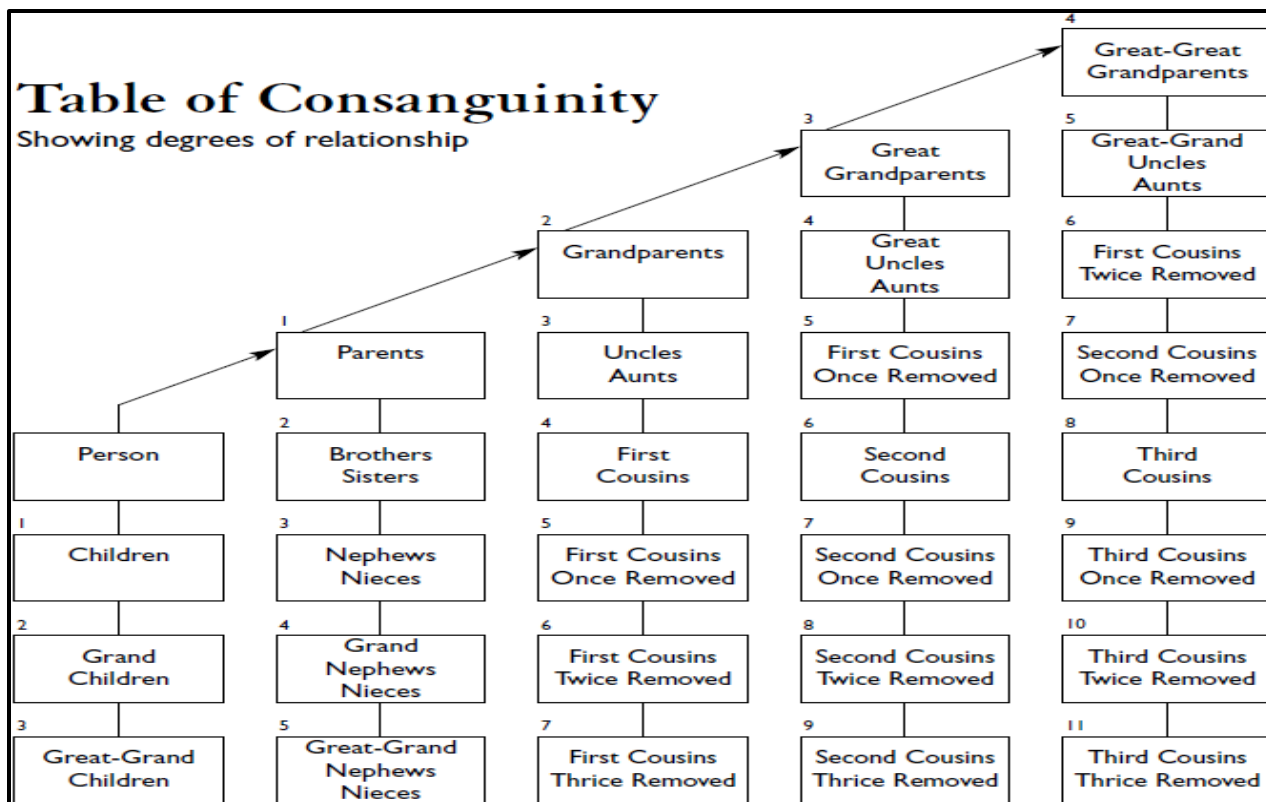 Table of Consanguinity
Showing degrees of relationship
Person
1
Children
2
Grand
Children
3
Great-Grand
Children
1
Parents
2
Brothers
Sisters
3
Nephews
Nieces
4
Grand
Nephews
Nieces
5
Great-Grand
Nephews
Nieces
2
Grandparents
3
Uncles
Aunts
4
First
Cousins
5
First Cousins
Once Removed
6
First Cousins
Twice Removed
7
First Cousins
Thrice Removed
3
Great
Grandparents
4
Great
Uncles
Aunts
5
First Cousins
Once Removed
6
Second
Cousins
7
Second Cousins
Once Removed
8
Second Cousins
Twice Removed
9
Second Cousins
Thrice Removed
4
Great-Great
Grandparents
5
Great-Grand
Uncles
Aunts
6
First Cousins
Twice Removed
7
Second Cousins
Once Removed
8
Third
Cousins
9
Third Cousins
Once Removed
10
Third Cousins
Twice Removed
11
Third Cousins
Thrice Removed